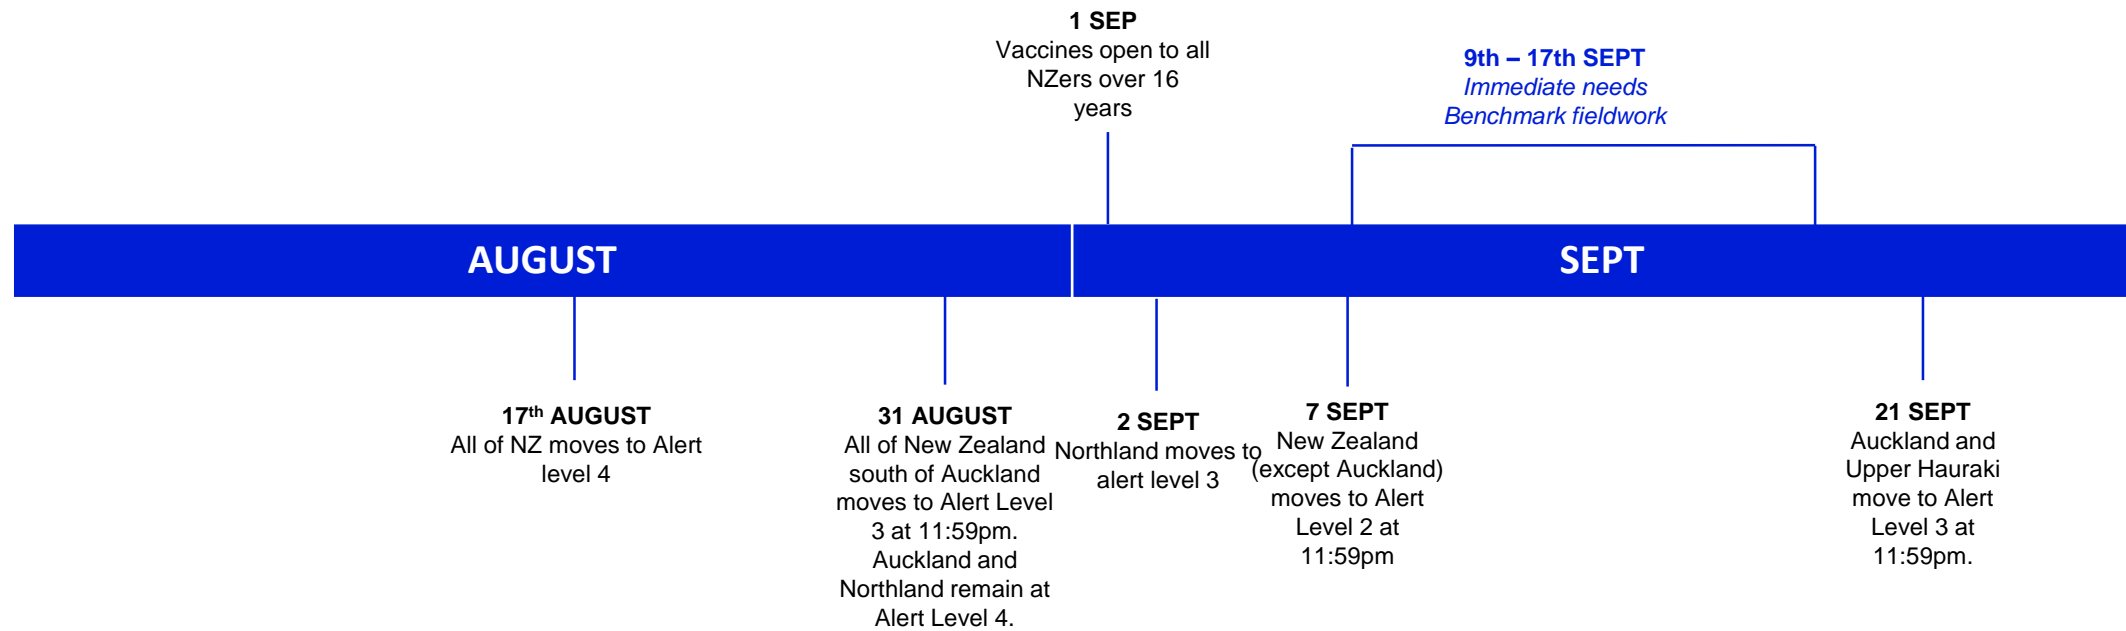 1 SEP
Vaccines open to all
NZers over 16
years
9th – 17th SEPT
Immediate needs
Benchmark fieldwork
AUGUST
SEPT
17th AUGUST
All of NZ moves to Alert
level 4
31 AUGUST
All of New Zealand
south of Auckland
moves to Alert Level
3 at 11:59pm.
Auckland and
Northland remain at
Alert Level 4.
2 SEPT
Northland moves to
alert level 3
7 SEPT
New Zealand
(except Auckland)
moves to Alert
Level 2 at
11:59pm
21 SEPT
Auckland and
Upper Hauraki
move to Alert
Level 3 at
11:59pm.